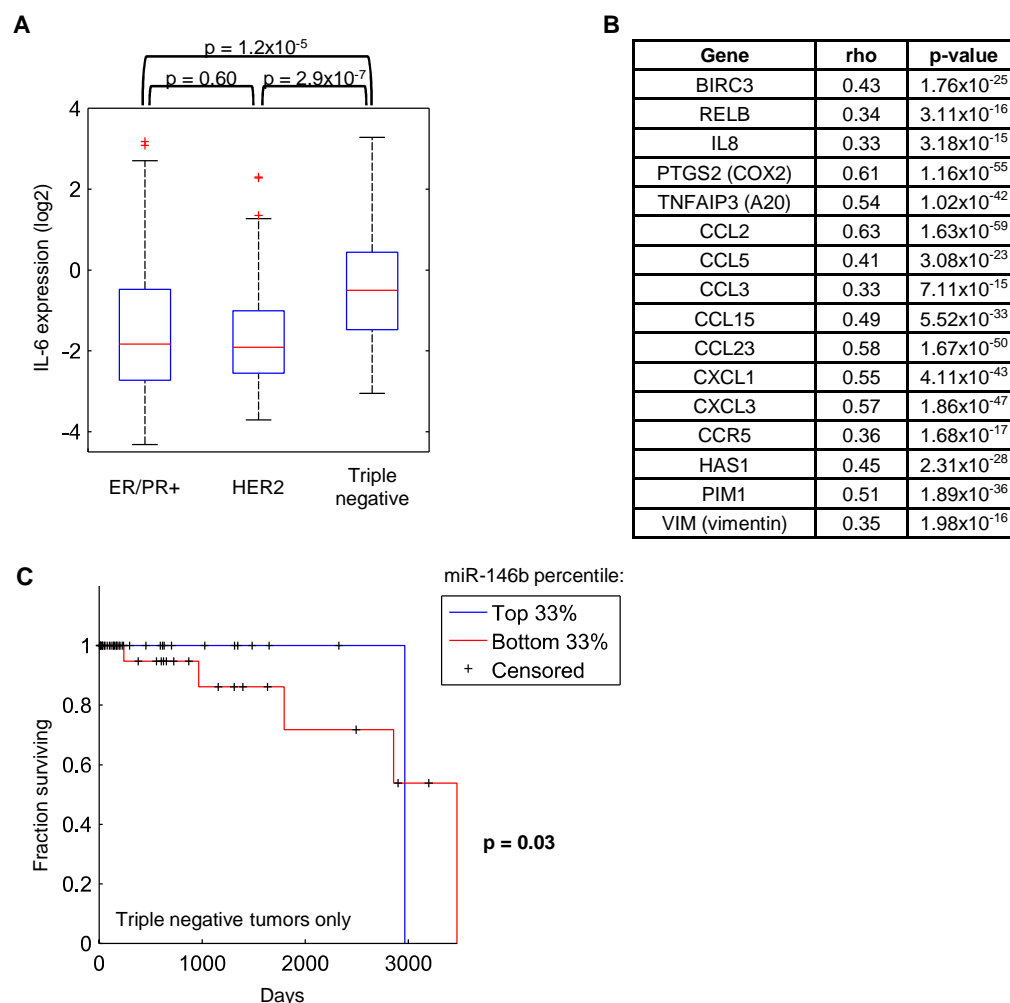 A
p = 1.2x10-5
p = 0.60
p = 2.9x10-7
IL-6 expression (log2)
4
2
0
−2
−4
ER/PR+ HER2 Triple negative
B
Gene rho p-value
BIRC3 0.43 1.76x10-25
RELB 0.34 3.11x10-16
IL8 0.33 3.18x10-15
PTGS2 (COX2) 0.61 1.16x10-55
TNFAIP3 (A20) 0.54 1.02x10-42
CCL2 0.63 1.63x10-59
CCL5 0.41 3.08x10-23
CCL3 0.33 7.11x10-15
CCL15 0.49 5.52x10-33
CCL23 0.58 1.67x10-50
CXCL1 0.55 4.11x10-43
CXCL3 0.57 1.86x10-47
CCR5 0.36 1.68x10-17
HAS1 0.45 2.31x10-28
PIM1 0.51 1.89x10-36
VIM (vimentin) 0.35 1.98x10-16
C
miR-146b percentile:
Top 33%
Bottom 33%
Censored
Fraction surviving
1
0.8
0.6
0.4
0.2
0
p = 0.03
Triple negative tumors only
0 1000 2000 3000
Days